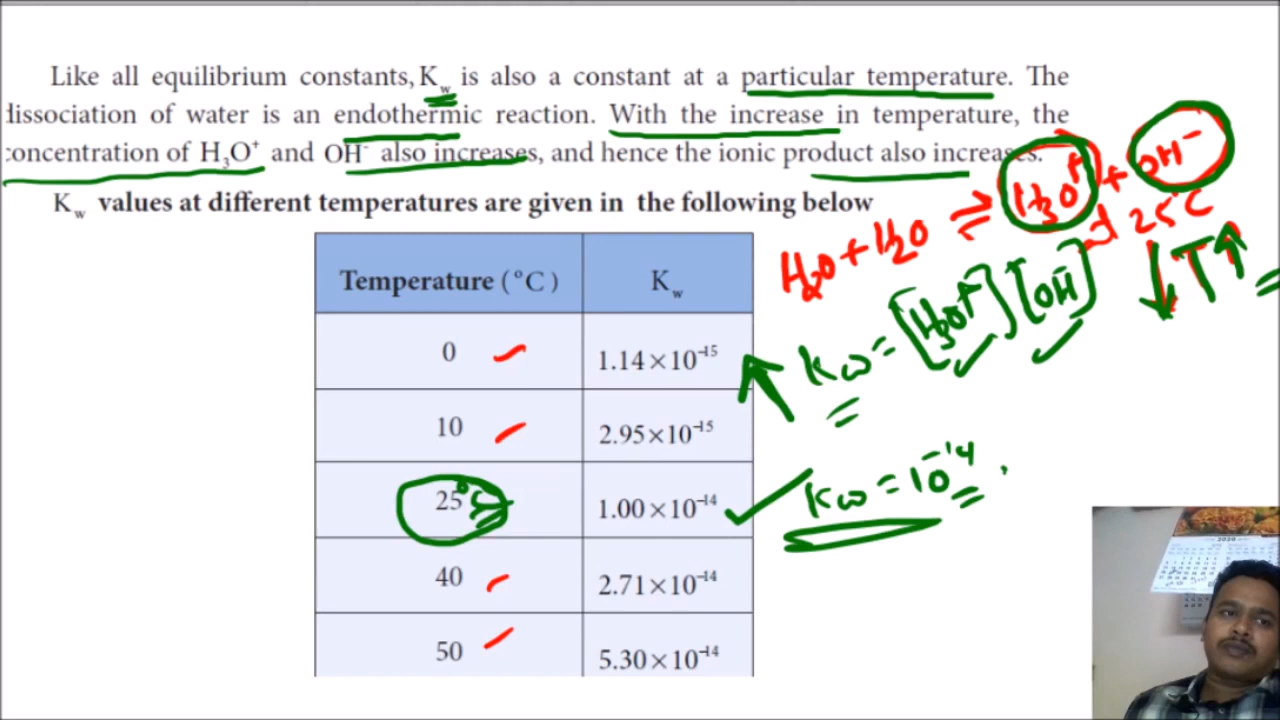 Like all equilibrium constants, Kw is also a constant at a particular temperature. The
dissociation of water is an endothermic reaction. With the increase in temperature, the
concentration of H₃O⁺ and OH⁻ also increases, and hence the ionic product also increases.
Kw values at different temperatures are given in the following below
Temperature (°C) Kw
0 1.14×10⁻¹⁵
10 2.95×10⁻¹⁵
25°C 1.00×10⁻¹⁴
40 2.71×10⁻¹⁴
50 5.30×10⁻¹⁴
H₂O+H₂O ⇌ H₃O⁺ + OH⁻
25C
↓T↑
Kw = [H₃O⁺][OH⁻]
Kw = 10⁻¹⁴
2020